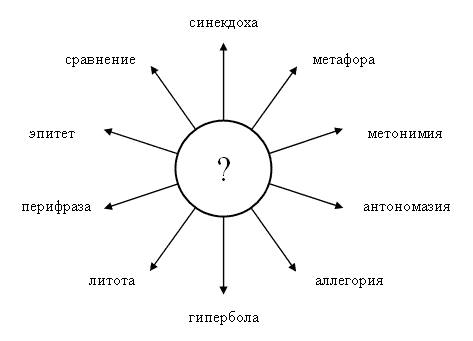 синекдоха
сравнение
метафора
эпитет
метонимия
?
перифраза
антономазия
литота
аллегория
гипербола